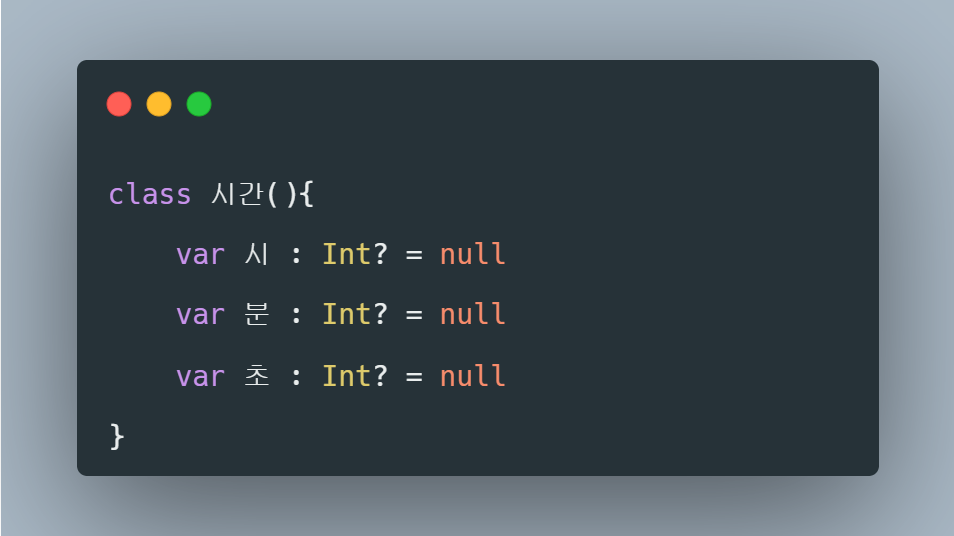 class 시간(){
var 시 : Int? = null
var 분 : Int? = null
var 초 : Int? = null
}